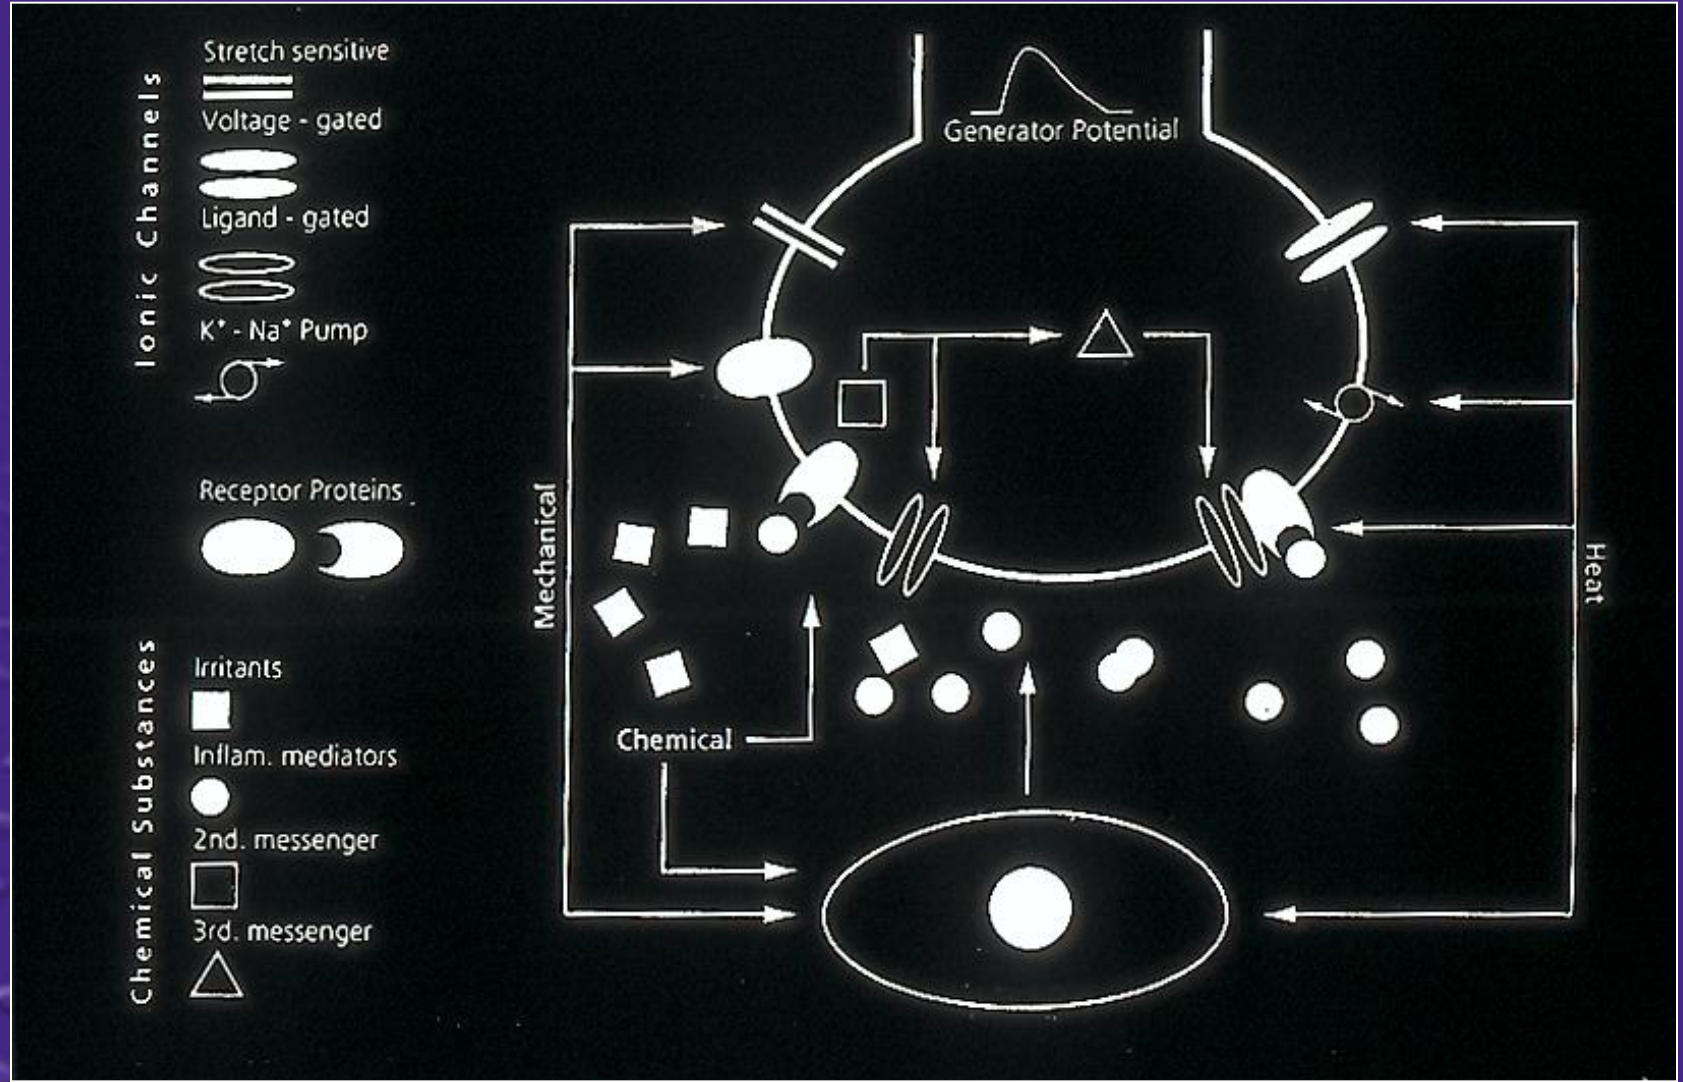 Ionic Channels
Stretch sensitive
Voltage - gated
Ligand - gated
K⁺ - Na⁺ Pump
Receptor Proteins
Chemical Substances
Irritants
Inflam. mediators
2nd. messenger
3rd. messenger
Generator Potential
Mechanical
Chemical
Heat